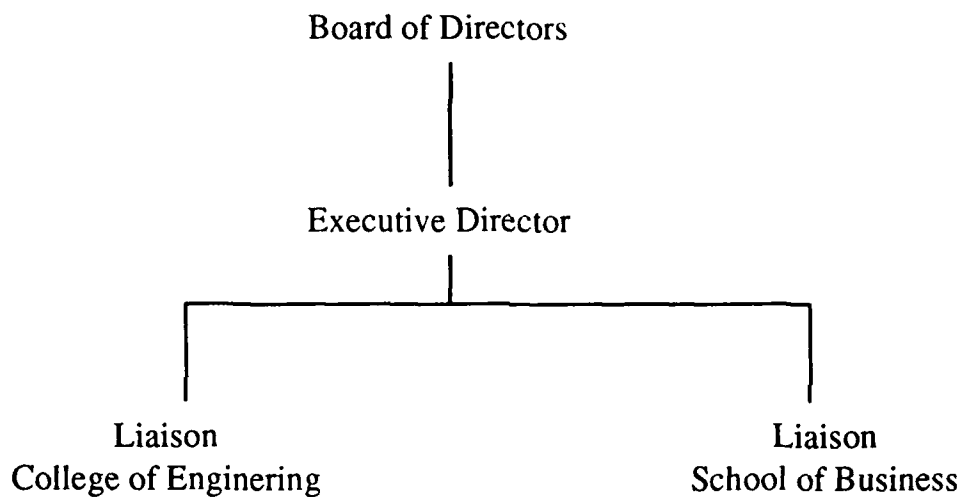 Board of Directors
Executive Director
Liaison
College of Enginering
Liaison
School of Business